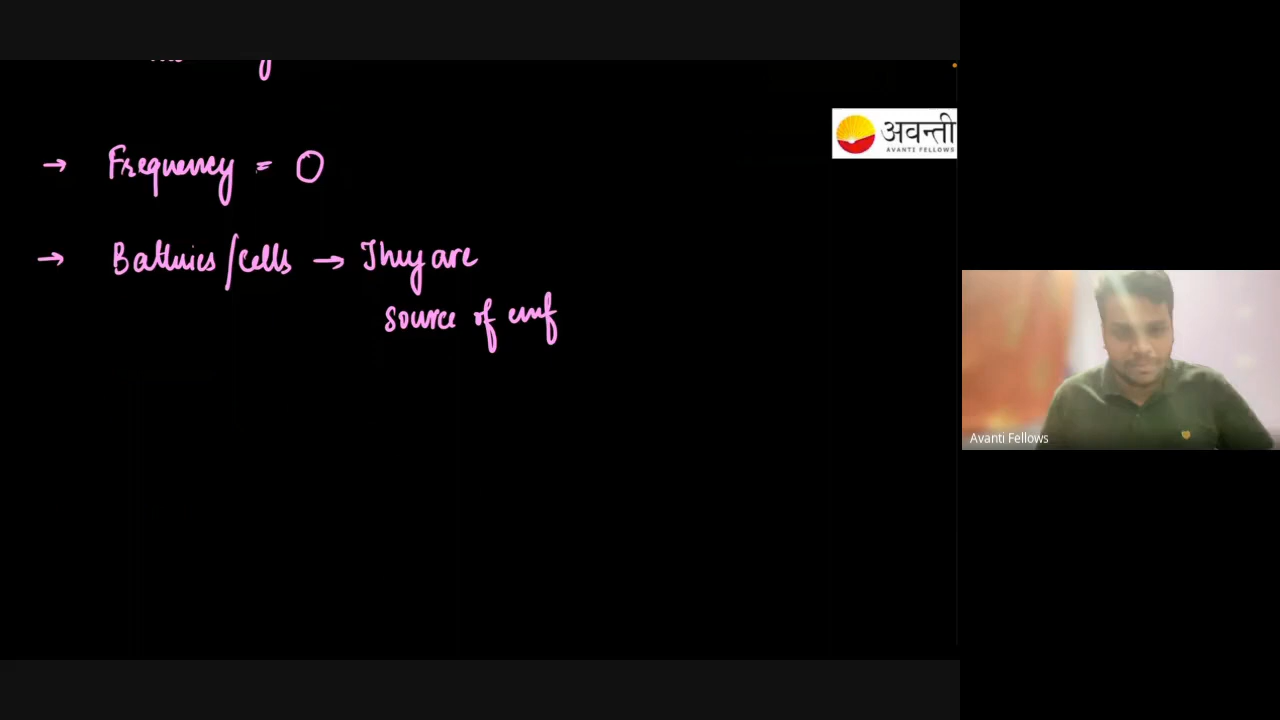 → Frequency = 0
→ Batteries/cells → They are
source of emf
अवन्ती
AVANTI FELLOWS
Avanti Fellows